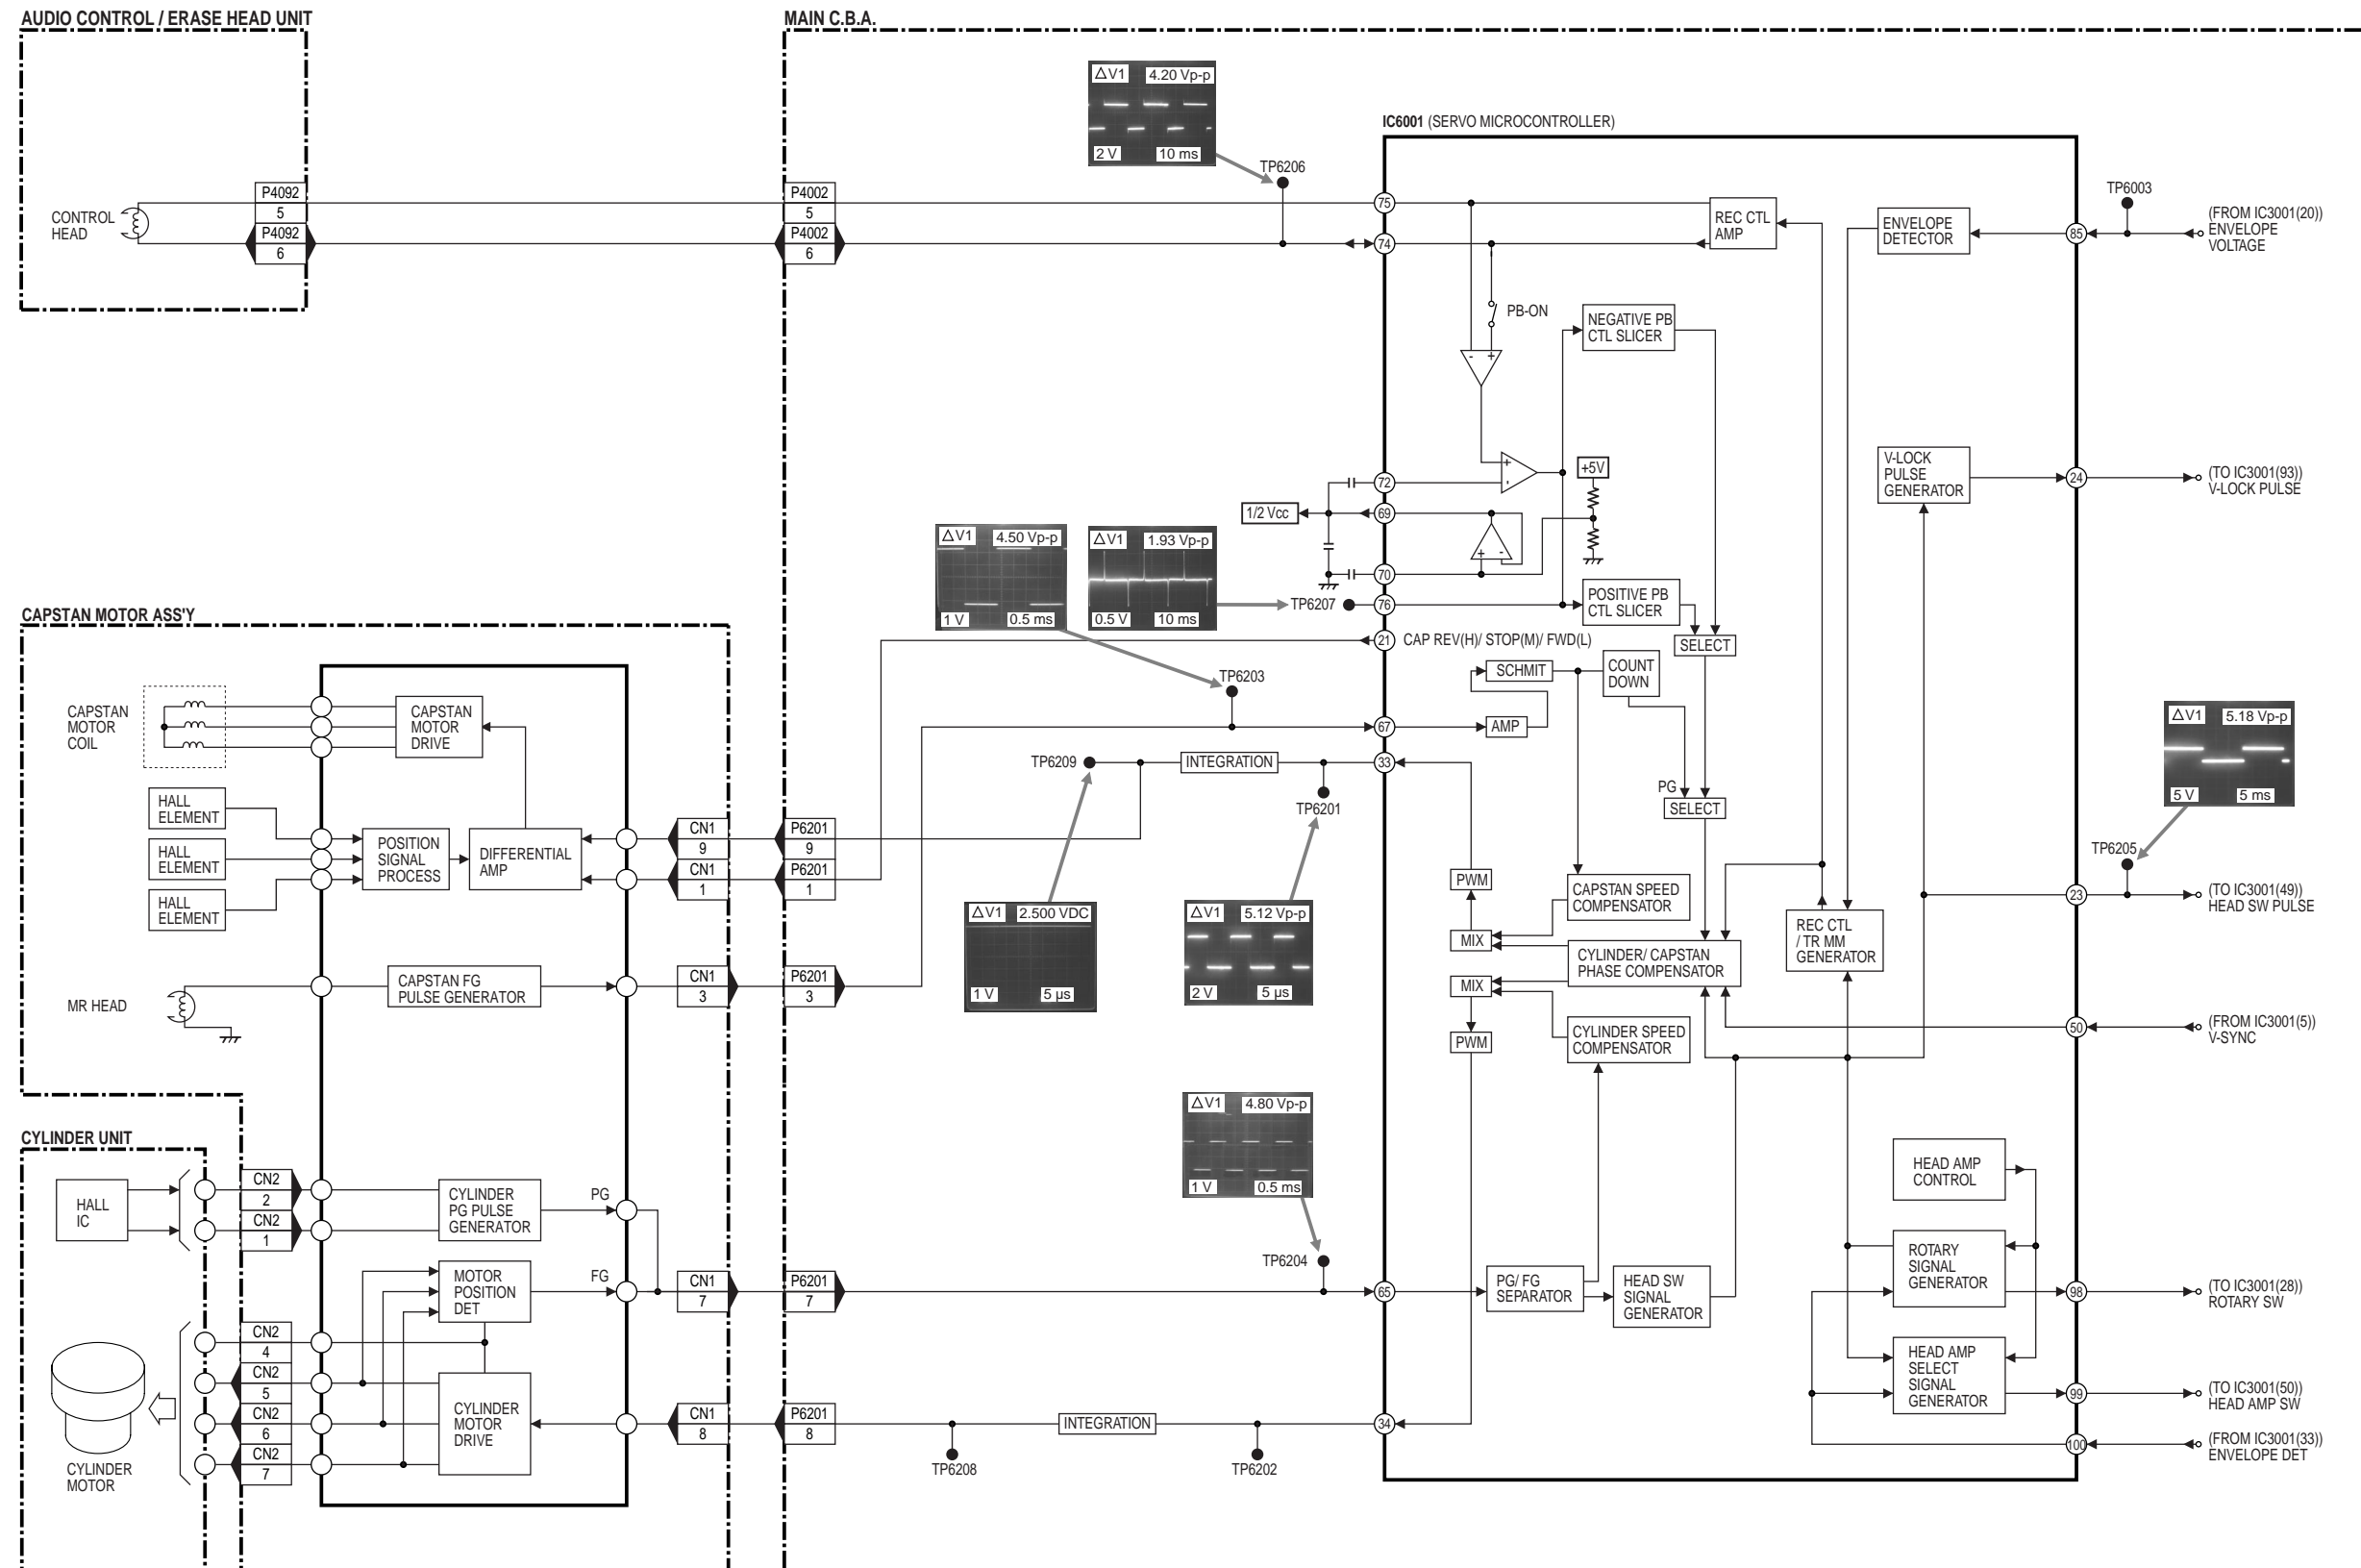 AUDIO CONTROL / ERASE HEAD UNIT
MAIN C.B.A.
CONTROL
HEAD
P4092
5
P4092
6
P4002
5
P4002
6
△V1 4.20 Vp-p
2 V 10 ms
TP6206
IC6001 (SERVO MICROCONTROLLER)
75
74
REC CTL
AMP
ENVELOPE
DETECTOR
85
TP6003
(FROM IC3001(20))
ENVELOPE
VOLTAGE
PB-ON
- +
NEGATIVE PB
CTL SLICER
+
-
+5V
72
1/2 Vcc
69
+ -
70
V-LOCK
PULSE
GENERATOR
24
(TO IC3001(93))
V-LOCK PULSE
△V1 4.50 Vp-p
1 V 0.5 ms
△V1 1.93 Vp-p
0.5 V 10 ms
TP6207
76
POSITIVE PB
CTL SLICER
21
CAP REV(H)/ STOP(M)/ FWD(L)
SELECT
TP6203
SCHMIT
COUNT
DOWN
67
AMP
TP6209
INTEGRATION
33
TP6201
PG
SELECT
△V1 5.18 Vp-p
5 V 5 ms
TP6205
CAPSTAN MOTOR ASS'Y
CAPSTAN
MOTOR
COIL
CAPSTAN
MOTOR
DRIVE
HALL
ELEMENT
HALL
ELEMENT
HALL
ELEMENT
POSITION
SIGNAL
PROCESS
DIFFERENTIAL
AMP
CN1
9
CN1
1
P6201
9
P6201
1
△V1 2.500 VDC
1 V 5 µs
△V1 5.12 Vp-p
2 V 5 µs
PWM
CAPSTAN SPEED
COMPENSATOR
MIX
CYLINDER/ CAPSTAN
PHASE COMPENSATOR
MIX
REC CTL
/ TR MM
GENERATOR
23
(TO IC3001(49))
HEAD SW PULSE
MR HEAD
CAPSTAN FG
PULSE GENERATOR
CN1
3
P6201
3
PWM
CYLINDER SPEED
COMPENSATOR
50
(FROM IC3001(5))
V-SYNC
△V1 4.80 Vp-p
1 V 0.5 ms
TP6204
CYLINDER UNIT
HALL
IC
CN2
2
CN2
1
CYLINDER
PG PULSE
GENERATOR
PG
MOTOR
POSITION
DET
FG
CN1
7
P6201
7
65
PG/ FG
SEPARATOR
HEAD SW
SIGNAL
GENERATOR
HEAD AMP
CONTROL
ROTARY
SIGNAL
GENERATOR
98
(TO IC3001(28))
ROTARY SW
HEAD AMP
SELECT
SIGNAL
GENERATOR
99
(TO IC3001(50))
HEAD AMP SW
100
(FROM IC3001(33))
ENVELOPE DET
CN2
4
CN2
5
CN2
6
CN2
7
CYLINDER
MOTOR
CYLINDER
MOTOR
DRIVE
CN1
8
P6201
8
TP6208
INTEGRATION
TP6202
34